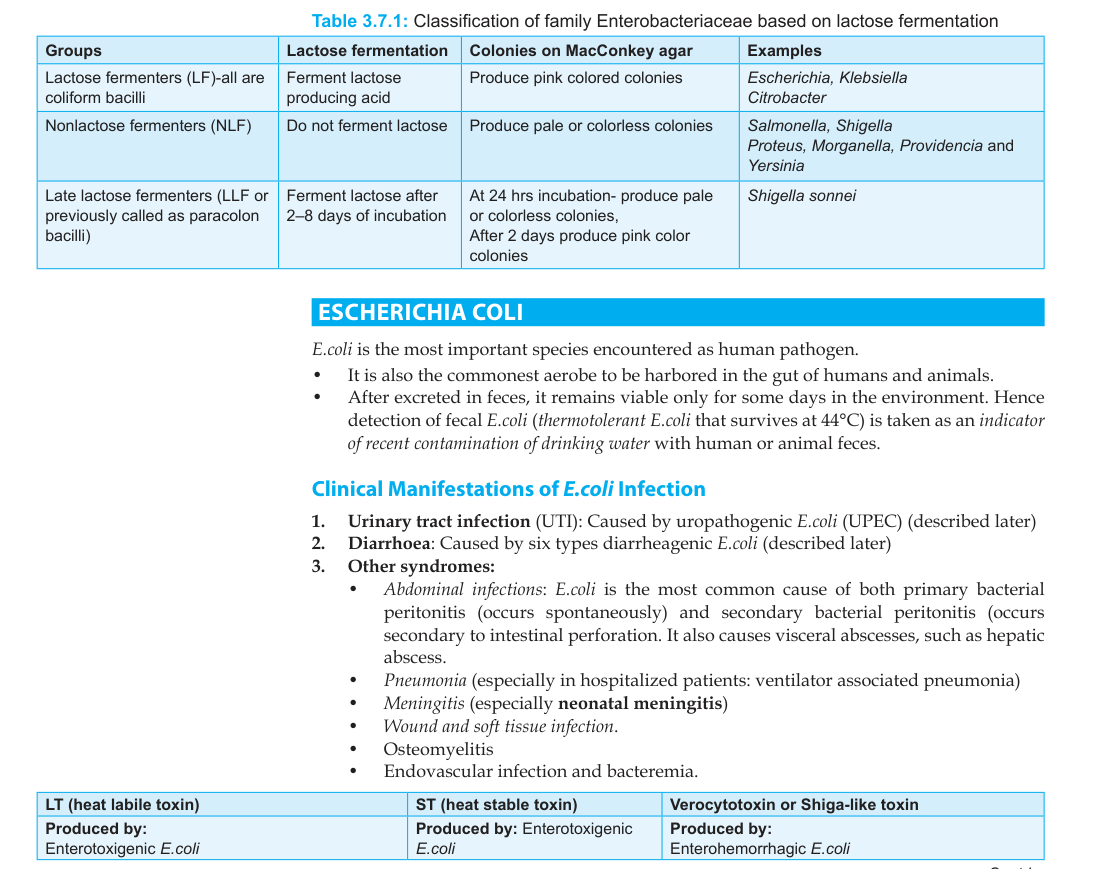 Table 3.7.1: Classification of family Enterobacteriaceae based on lactose fermentation
Groups
Lactose fermentation
Colonies on MacConkey agar
Examples
Lactose fermenters (LF)-all are
coliform bacilli
Ferment lactose
producing acid
Produce pink colored colonies
Escherichia, Klebsiella
Citrobacter
Nonlactose fermenters (NLF)
Do not ferment lactose
Produce pale or colorless colonies
Salmonella, Shigella
Proteus, Morganella, Providencia and
Yersinia
Late lactose fermenters (LLF or
previously called as paracolon
bacilli)
Ferment lactose after
2–8 days of incubation
At 24 hrs incubation- produce pale
or colorless colonies,
After 2 days produce pink color
colonies
Shigella sonnei
ESCHERICHIA COLI
E.coli is the most important species encountered as human pathogen.
• It is also the commonest aerobe to be harbored in the gut of humans and animals.
• After excreted in feces, it remains viable only for some days in the environment. Hence
detection of fecal E.coli (thermotolerant E.coli that survives at 44°C) is taken as an indicator
of recent contamination of drinking water with human or animal feces.
Clinical Manifestations of E.coli Infection
1. Urinary tract infection (UTI): Caused by uropathogenic E.coli (UPEC) (described later)
2. Diarrhoea: Caused by six types diarrheagenic E.coli (described later)
3. Other syndromes:
• Abdominal infections: E.coli is the most common cause of both primary bacterial
peritonitis (occurs spontaneously) and secondary bacterial peritonitis (occurs
secondary to intestinal perforation. It also causes visceral abscesses, such as hepatic
abscess.
• Pneumonia (especially in hospitalized patients: ventilator associated pneumonia)
• Meningitis (especially neonatal meningitis)
• Wound and soft tissue infection.
• Osteomyelitis
• Endovascular infection and bacteremia.
LT (heat labile toxin)
ST (heat stable toxin)
Verocytotoxin or Shiga-like toxin
Produced by:
Enterotoxigenic E.coli
Produced by: Enterotoxigenic
E.coli
Produced by:
Enterohemorrhagic E.coli